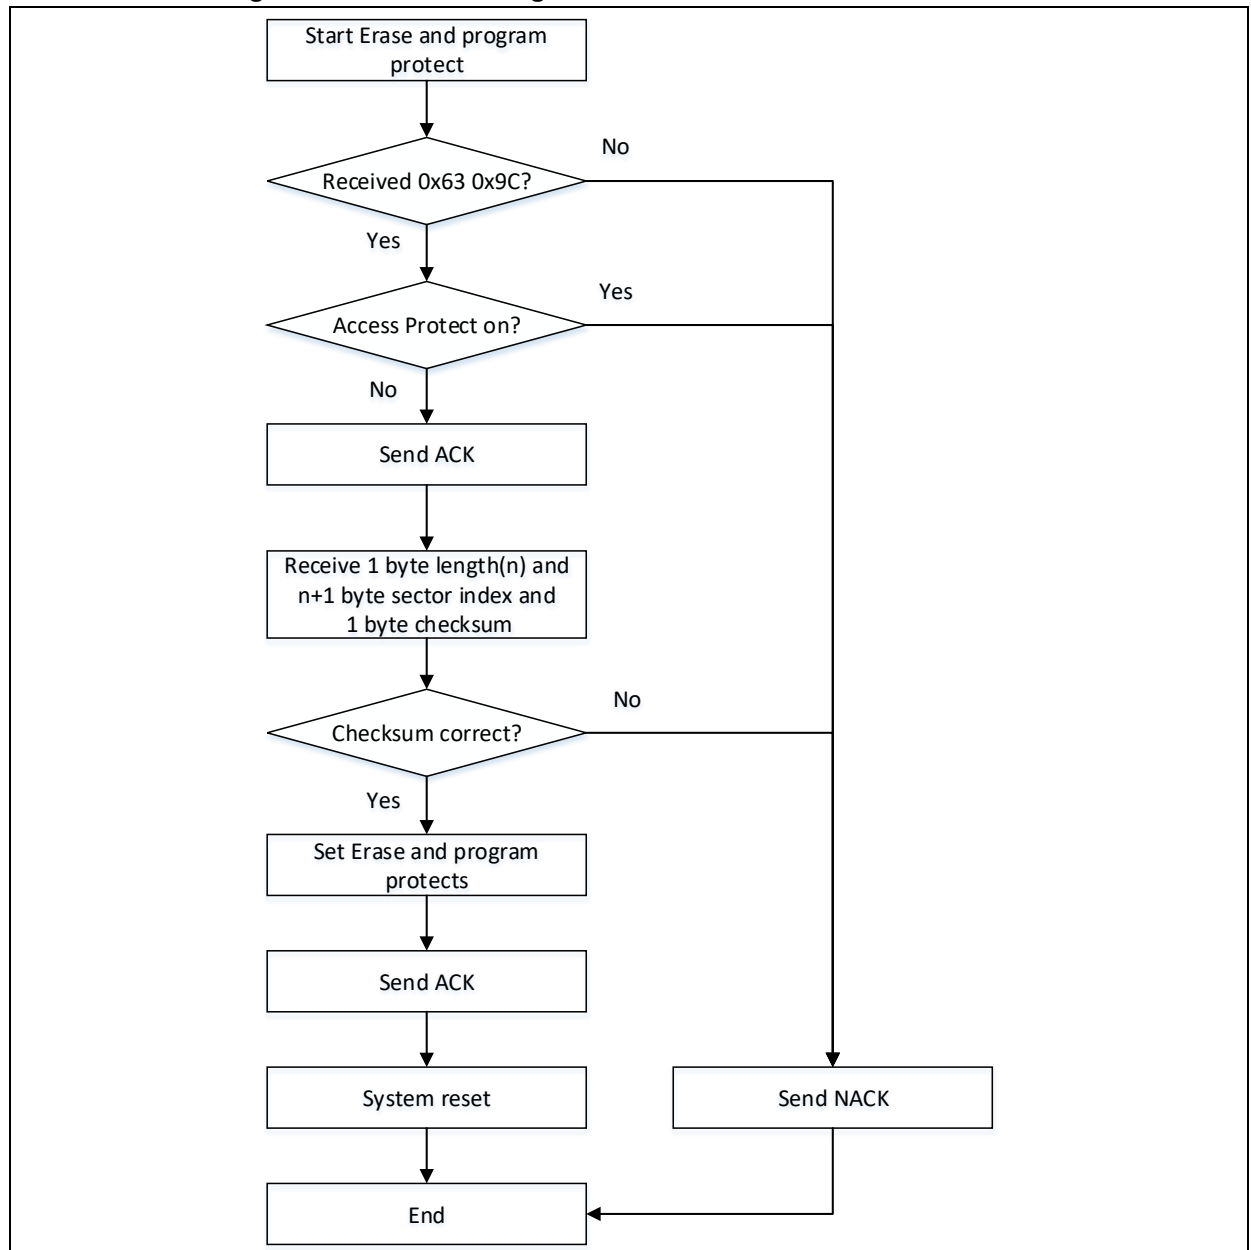 Start Erase and program
protect
No
Received 0x63 0x9C?
Yes
Yes
Access Protect on?
No
Send ACK
Receive 1 byte length(n) and
n+1 byte sector index and
1 byte checksum
No
Checksum correct?
Yes
Set Erase and program
protects
Send ACK
System reset
Send NACK
End